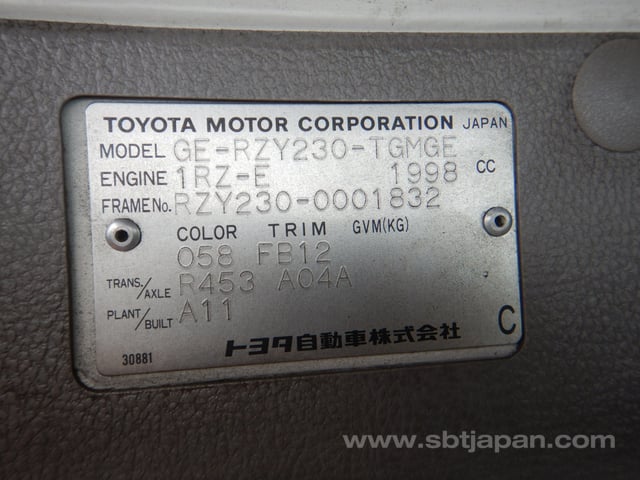 TOYOTA MOTOR CORPORATION JAPAN
MODEL GE-RZY230-TGMGE
ENGINE 1RZ-E 1998 CC
FRAME No. RZY230-0001832
COLOR TRIM GVM(KG)
058 FB12
TRANS./AXLE R453 A04A
PLANT/BUILT A11
トヨタ自動車株式会社 C
30881
www.sbtjapan.com